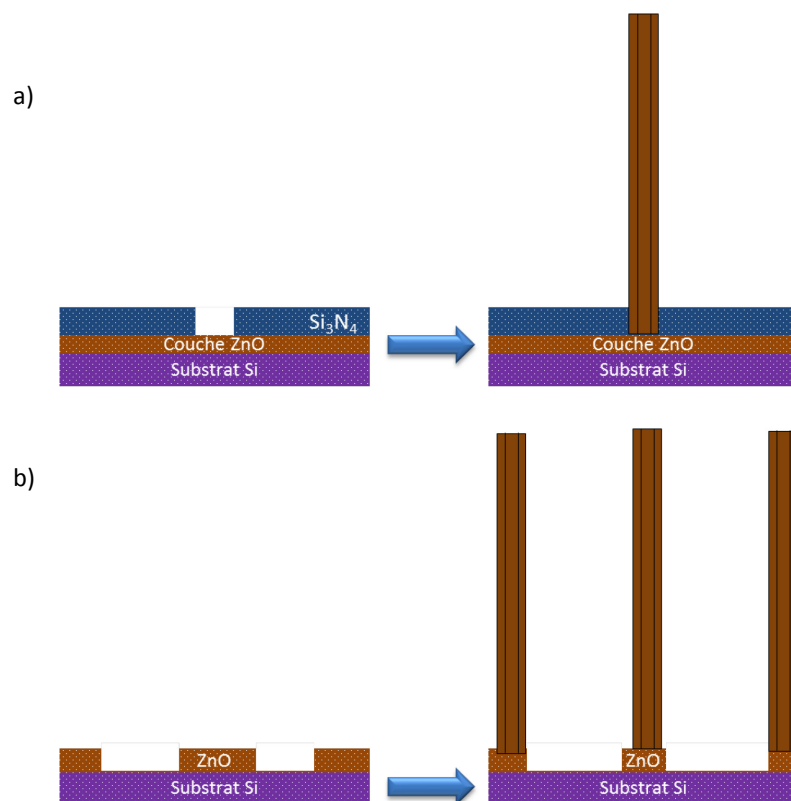 a)
Si₃N₄
Couche ZnO
Substrat Si
Couche ZnO
Substrat Si
b)
ZnO
Substrat Si
ZnO
Substrat Si